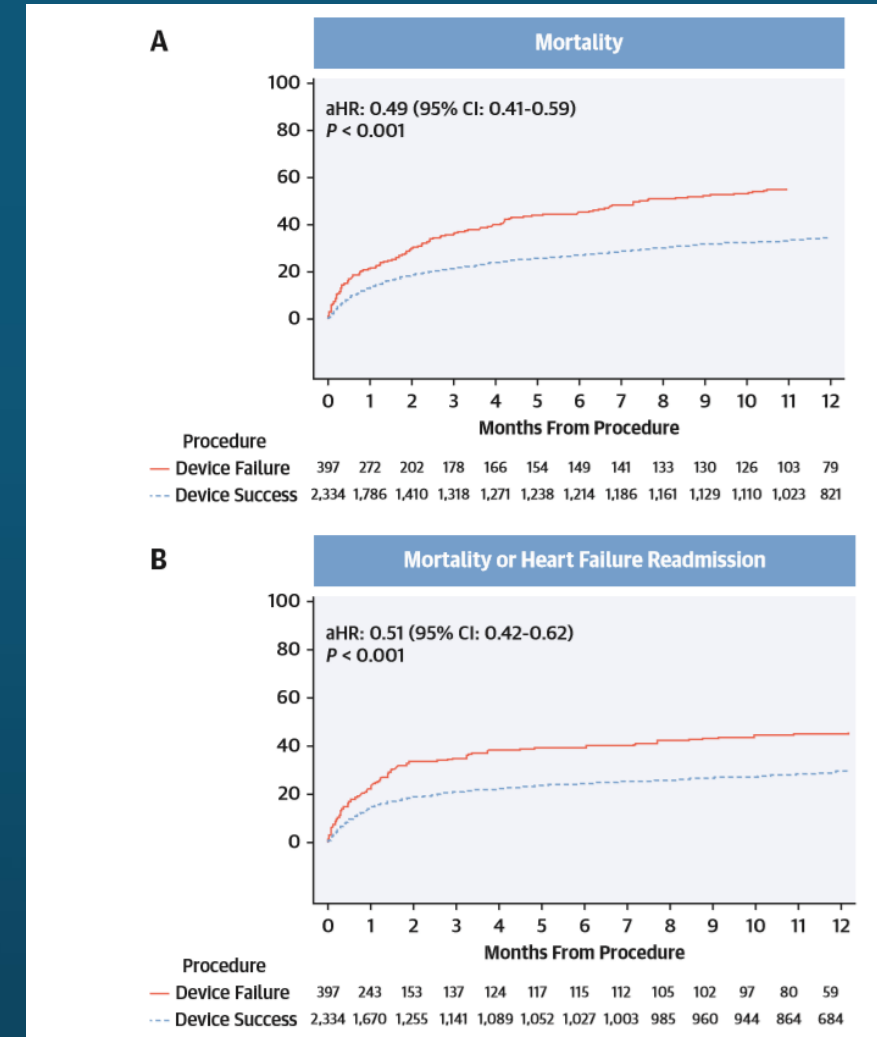 A
Mortality
100
aHR: 0.49 (95% CI: 0.41-0.59)
80
P < 0.001
60
40
20
0
0 1 2 3 4 5 6 7 8 9 10 11 12
Months From Procedure
Procedure
Device Failure 397 272 202 178 166 154 149 141 133 130 126 103 79
Device Success 2,334 1,786 1,410 1,318 1,271 1,238 1,214 1,186 1,161 1,129 1,110 1,023 821
B
Mortality or Heart Failure Readmission
100
aHR: 0.51 (95% CI: 0.42-0.62)
80
P < 0.001
60
40
20
0
0 1 2 3 4 5 6 7 8 9 10 11 12
Months From Procedure
Procedure
Device Failure 397 243 153 137 124 117 115 112 105 102 97 80 59
Device Success 2,334 1,670 1,255 1,141 1,089 1,052 1,027 1,003 985 960 944 864 684